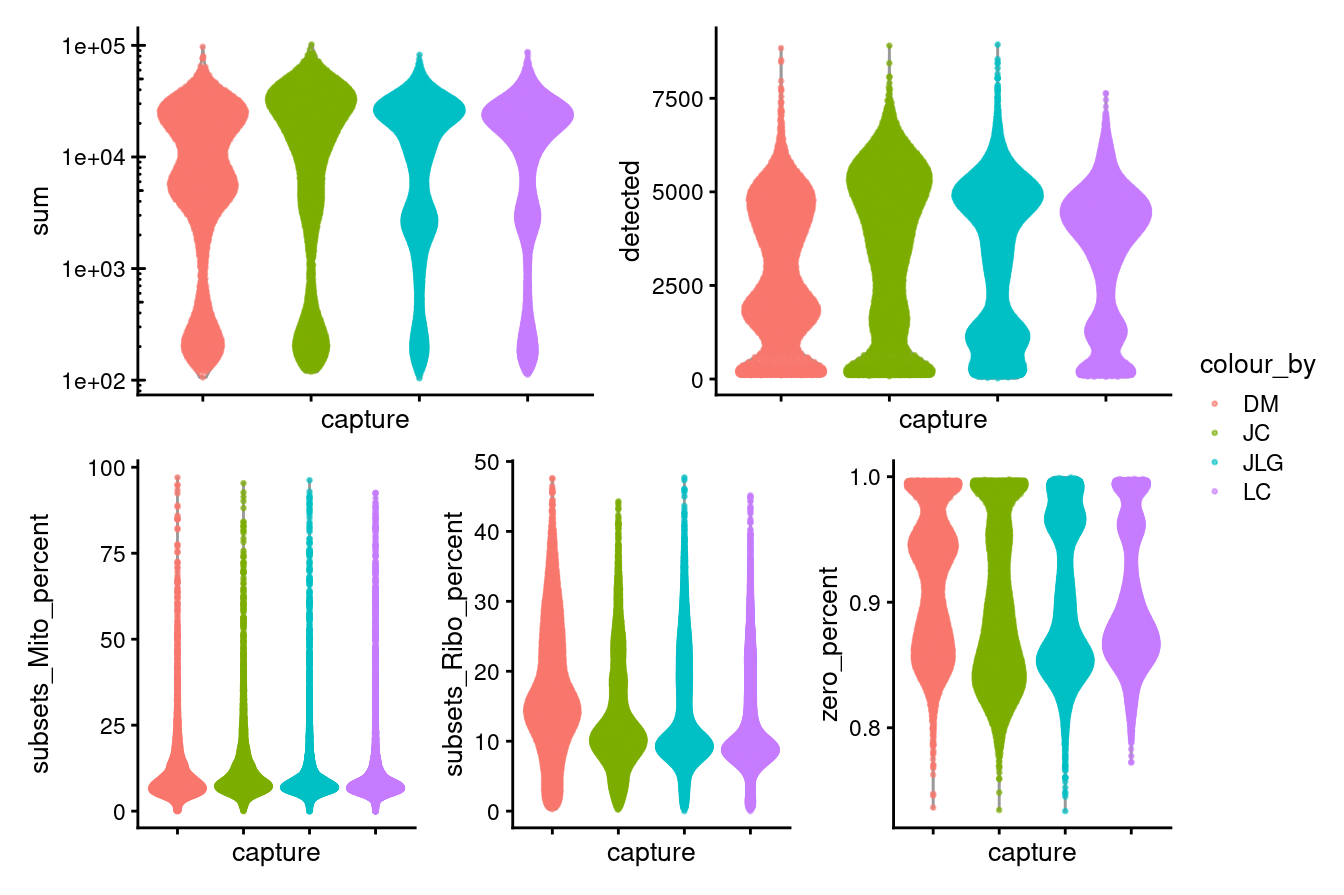 sum
1e+05
1e+04
1e+03
1e+02
capture
detected
7500
5000
2500
0
capture
colour_by
DM
JC
JLG
LC
subsets_Mito_percent
100
75
50
25
0
capture
subsets_Ribo_percent
50
40
30
20
10
0
capture
zero_percent
1.0
0.9
0.8
capture